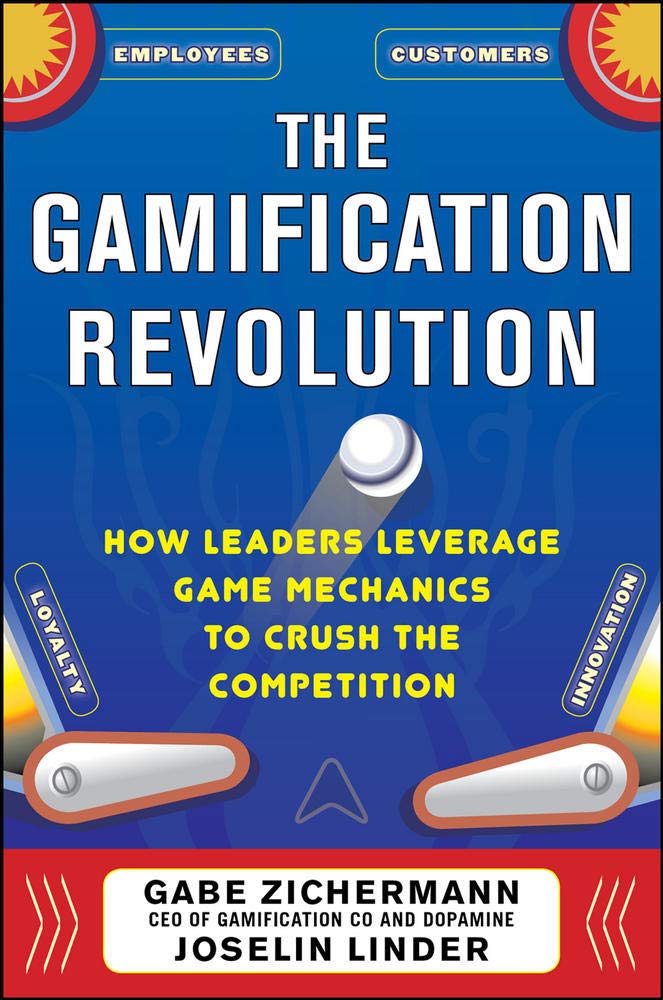 EMPLOYEES
CUSTOMERS
THE
GAMIFICATION
REVOLUTION
HOW LEADERS LEVERAGE
GAME MECHANICS
TO CRUSH THE
COMPETITION
LOYALTY
INNOVATION
GABE ZICHERMANN
CEO OF GAMIFICATION CO AND DOPAMINE
JOSELIN LINDER